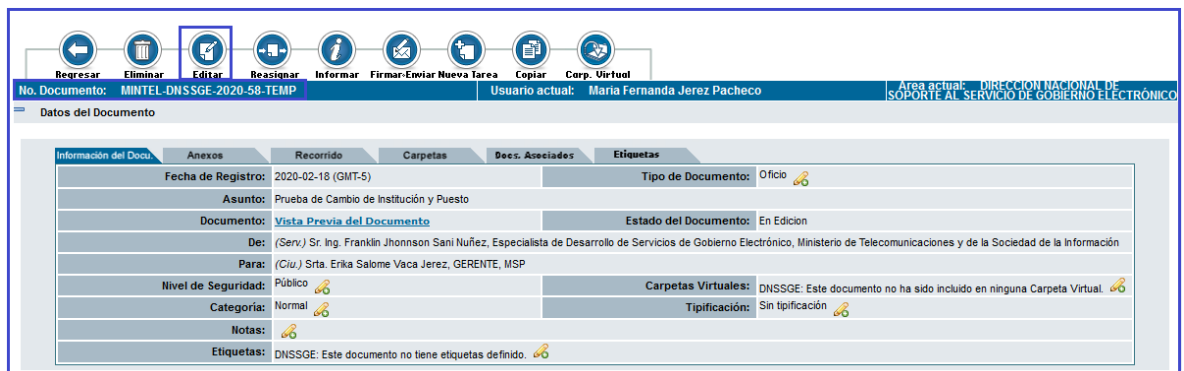 Regresar Eliminar Editar Reasignar Informar Firmar-Enviar Nueva Tarea Copiar Carp. Virtual
No. Documento: MINTEL-DNSSGE-2020-58-TEMP Usuario actual: Maria Fernanda Jerez Pacheco Área actual: DIRECCIÓN NACIONAL DE
SOPORTE AL SERVICIO DE GOBIERNO ELECTRÓNICO
Datos del Documento
Información del Docu. Anexos Recorrido Carpetas Docs. Asociados Etiquetas
Fecha de Registro: 2020-02-18 (GMT-5) Tipo de Documento: Oficio
Asunto: Prueba de Cambio de Institución y Puesto
Documento: Vista Previa del Documento Estado del Documento: En Edicion
De: (Serv.) Sr. Ing. Franklin Jhonnson Sani Nuñez, Especialista de Desarrollo de Servicios de Gobierno Electrónico, Ministerio de Telecomunicaciones y de la Sociedad de la Información
Para: (Ciu.) Srta. Erika Salome Vaca Jerez, GERENTE, MSP
Nivel de Seguridad: Público Carpetas Virtuales: DNSSGE: Este documento no ha sido incluido en ninguna Carpeta Virtual.
Categoría: Normal Tipificación: Sin tipificación
Notas:
Etiquetas: DNSSGE: Este documento no tiene etiquetas definido.